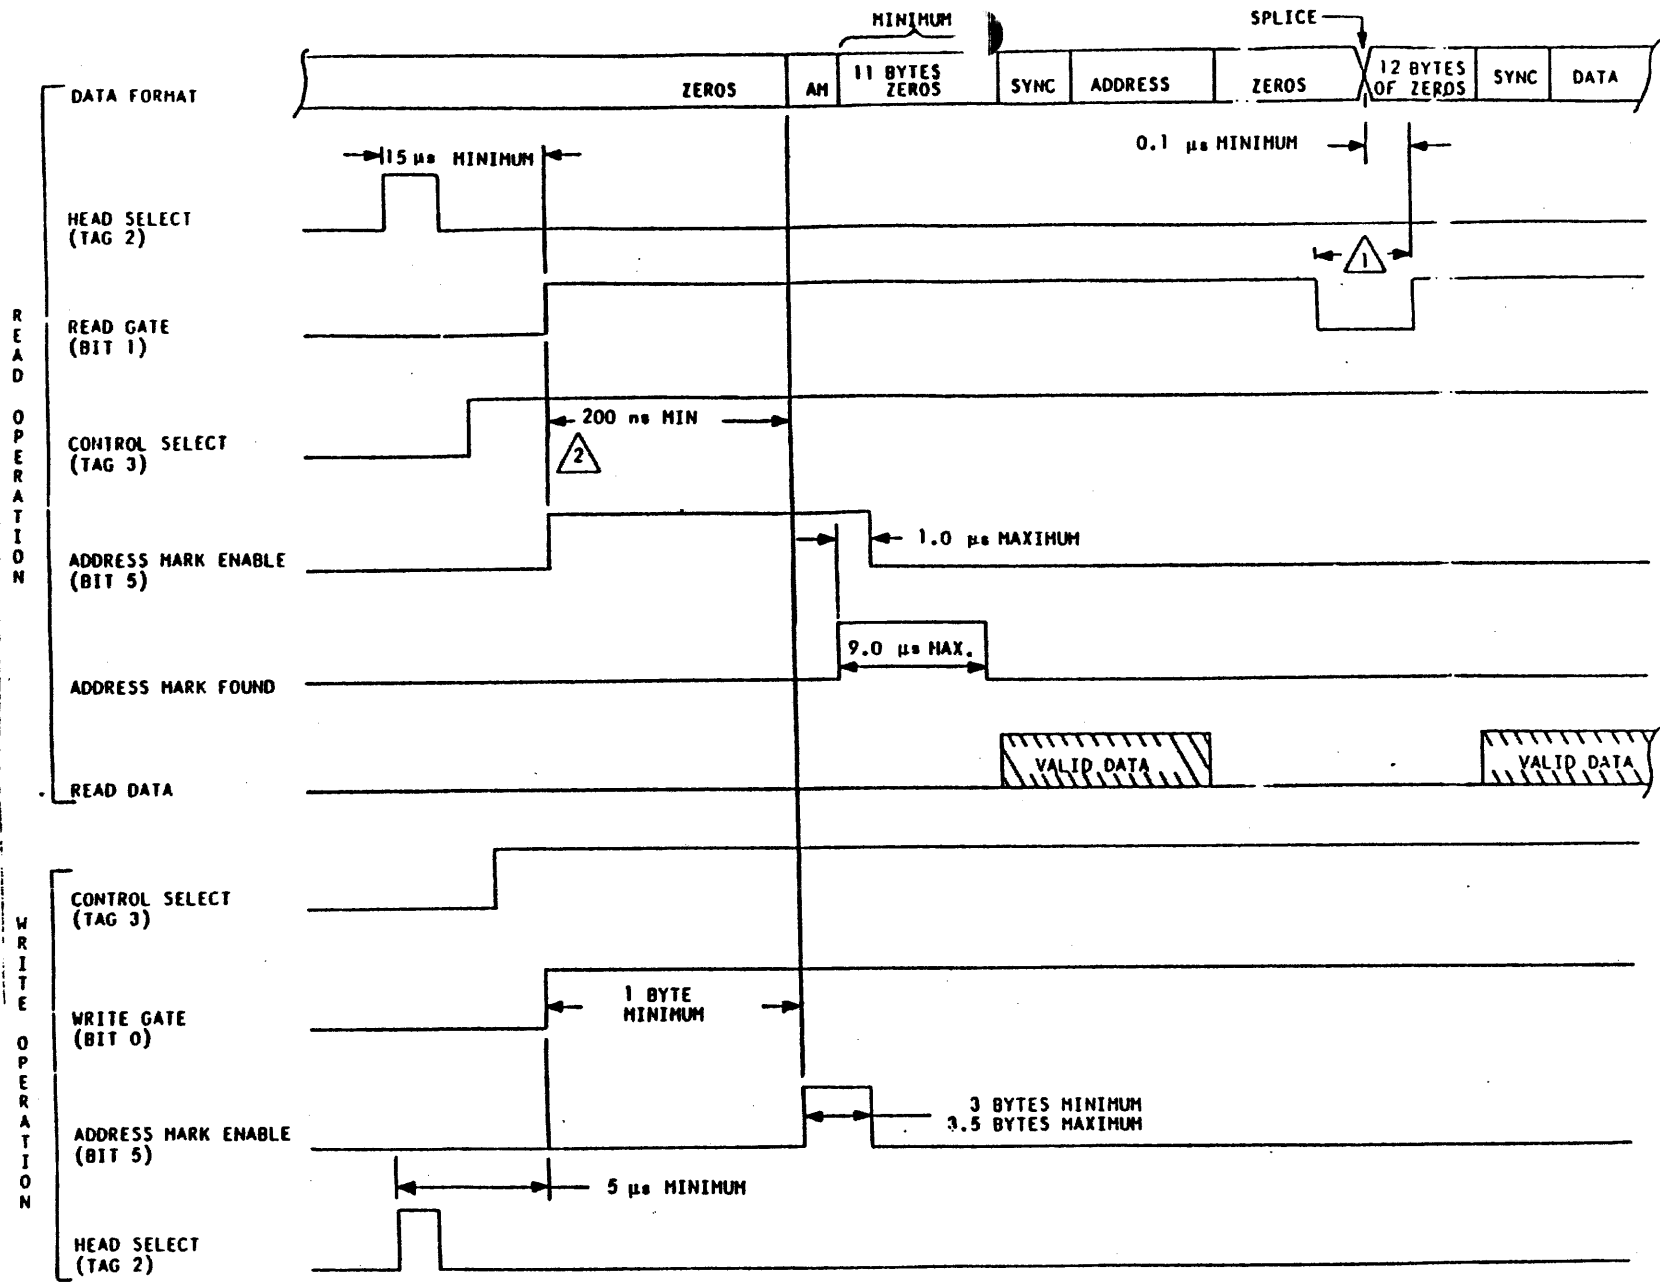 MINIMUM
SPLICE
DATA FORMAT
ZEROS
AM
11 BYTES
ZEROS
SYNC
ADDRESS
ZEROS
12 BYTES
OF ZEROS
SYNC
DATA
15 μs MINIMUM
0.1 μs MINIMUM
HEAD SELECT
(TAG 2)
1
READ OPERATION
READ GATE
(BIT 1)
200 ns MIN
2
CONTROL SELECT
(TAG 3)
1.0 μs MAXIMUM
ADDRESS MARK ENABLE
(BIT 5)
9.0 μs MAX.
ADDRESS MARK FOUND
VALID DATA
VALID DATA
READ DATA
WRITE OPERATION
CONTROL SELECT
(TAG 3)
1 BYTE
MINIMUM
WRITE GATE
(BIT 0)
3 BYTES MINIMUM
3.5 BYTES MAXIMUM
ADDRESS MARK ENABLE
(BIT 5)
5 μs MINIMUM
HEAD SELECT
(TAG 2)